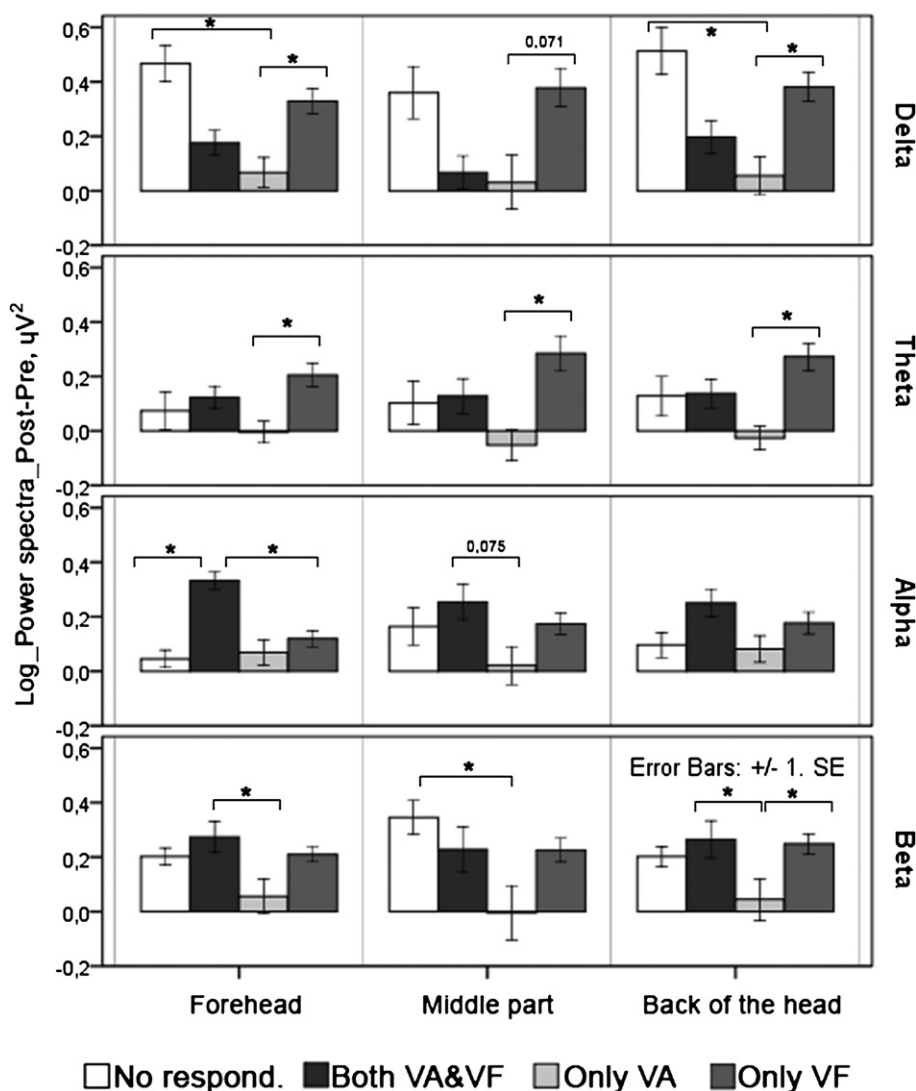 0,6
0,4
0,2
0,0
-0,2
* * 0,071 * *
Delta
0,6
0,4
0,2
0,0
-0,2
* * *
Theta
0,6
0,4
0,2
0,0
-0,2
* * 0,075
Alpha
0,6
0,4
0,2
0,0
-0,2
* * * *
Error Bars: +/- 1. SE
Beta
Log_Power spectra_Post-Pre, ųV²
Forehead Middle part Back of the head
No respond. Both VA&VF Only VA Only VF